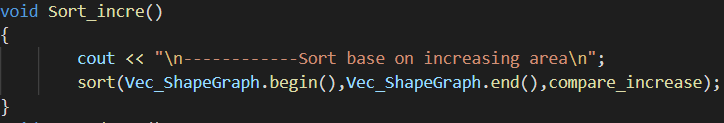 void Sort_incre()
{
cout << "\n------------Sort base on increasing area\n";
sort(Vec_ShapeGraph.begin(),Vec_ShapeGraph.end(),compare_increase);
}